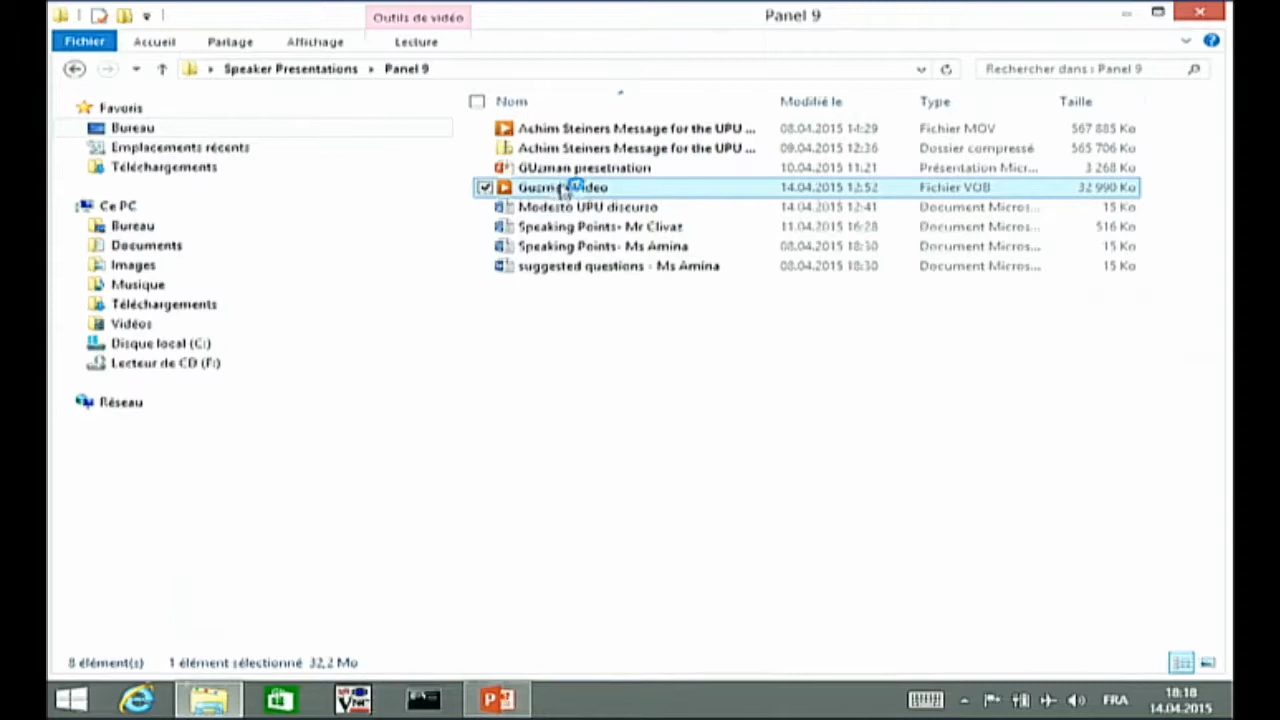 Outils de vidéo
Panel 9
Fichier
Accueil
Partage
Affichage
Lecture
Speaker Presentations
Panel 9
Rechercher dans : Panel 9
Favoris
Bureau
Emplacements récents
Téléchargements
Ce PC
Bureau
Documents
Images
Musique
Téléchargements
Vidéos
Disque local (C:)
Lecteur de CD (F:)
Réseau
Nom Modifié le Type Taille
Achim Steiners Message for the UPU ... 08.04.2015 14:29 Fichier MOV 567 885 Ko
Achim Steiners Message for the UPU ... 09.04.2015 12:36 Dossier compressé 565 706 Ko
GUzman presetnation 10.04.2015 11:21 Présentation Micr... 3 268 Ko
video 14.04.2015 12:52 Fichier VOB 32 990 Ko
Modesto UPU discurso 14.04.2015 12:41 Document Micros... 15 Ko
Speaking Points- Mr Clivaz 11.04.2015 16:28 Document Micros... 516 Ko
Speaking Points- Ms Amina 08.04.2015 18:30 Document Micros... 15 Ko
suggested questions - Ms Amina 08.04.2015 18:30 Document Micros... 15 Ko
8 élément(s) 1 élément sélectionné 32,2 Mo
FRA
18:18
14.04.2015